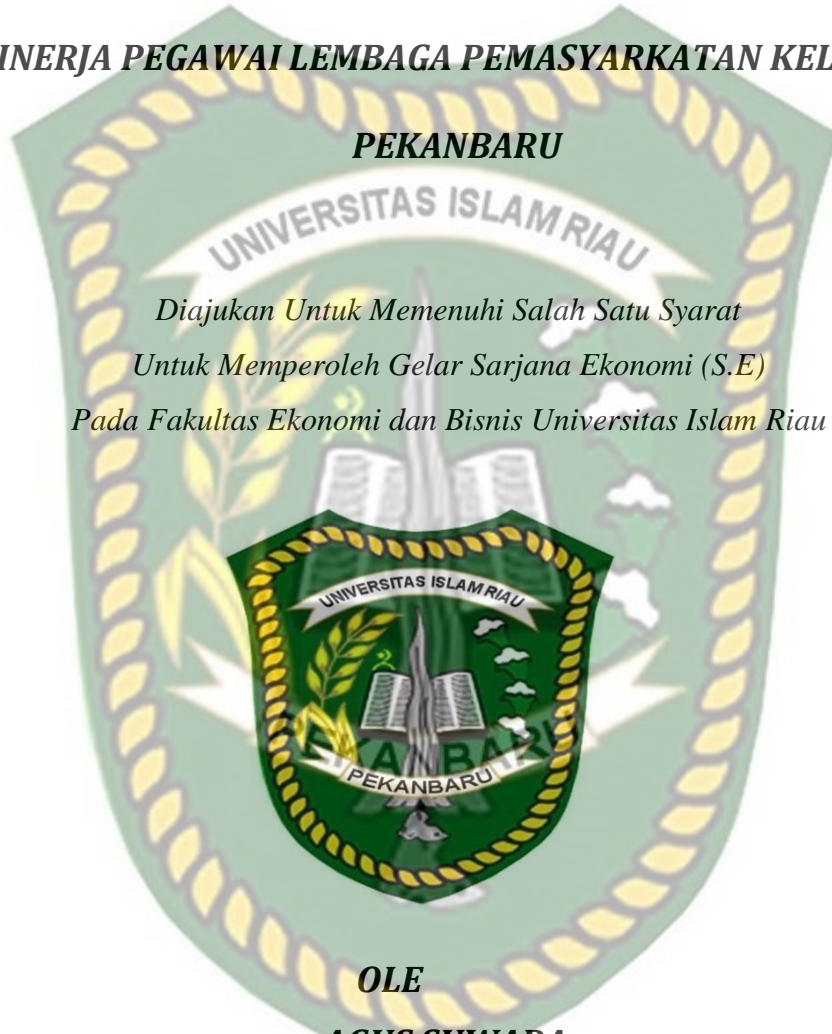 INERJA PEGAWAI LEMBAGA PEMASYARKATAN KEL
PEKANBARU
UNIVERSITAS ISLAM RIAU
Diajukan Untuk Memenuhi Salah Satu Syarat
Untuk Memperoleh Gelar Sarjana Ekonomi (S.E)
Pada Fakultas Ekonomi dan Bisnis Universitas Islam Riau
UNIVERSITAS ISLAM RIAU
PEKANBARU
PEKANBARU
OLE